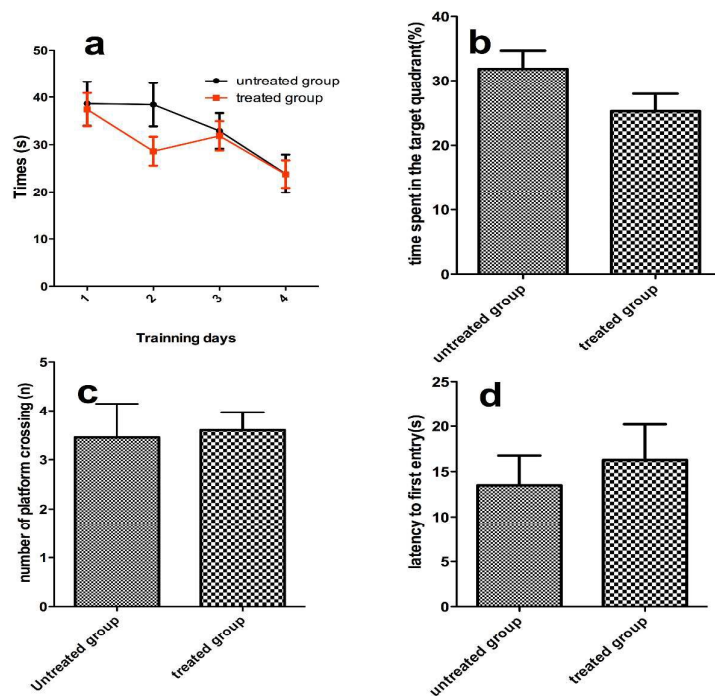 a
50
40
30
20
10
0
Times (s)
untreated group
treated group
1
2
3
4
Trainning days
b
40
30
20
10
0
time spent in the target quadrant(%)
untreated group
treated group
c
5
4
3
2
1
0
number of platform crossing (n)
Untreated group
treated group
d
25
20
15
10
5
0
latency to first entry(s)
untreated group
treated group